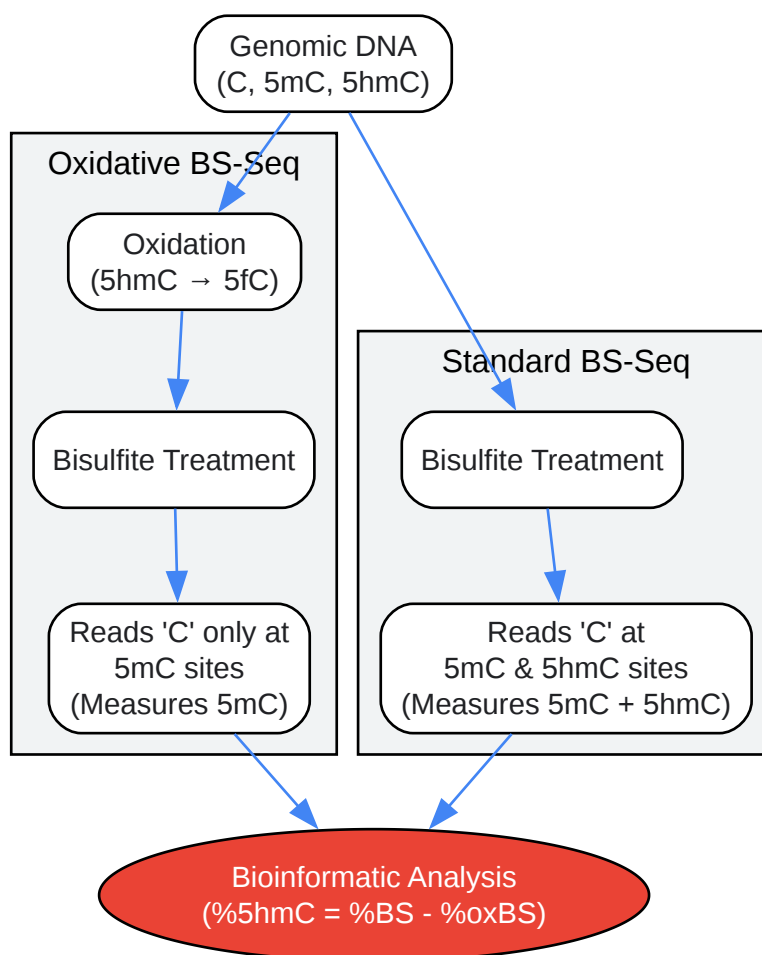 Genomic DNA
(C, 5mC, 5hmC)
Oxidative BS-Seq
Oxidation
(5hmC → 5fC)
Bisulfite Treatment
Reads 'C' only at
5mC sites
(Measures 5mC)
Standard BS-Seq
Bisulfite Treatment
Reads 'C' at
5mC & 5hmC sites
(Measures 5mC + 5hmC)
Bioinformatic Analysis
(%5hmC = %BS - %oxBS)